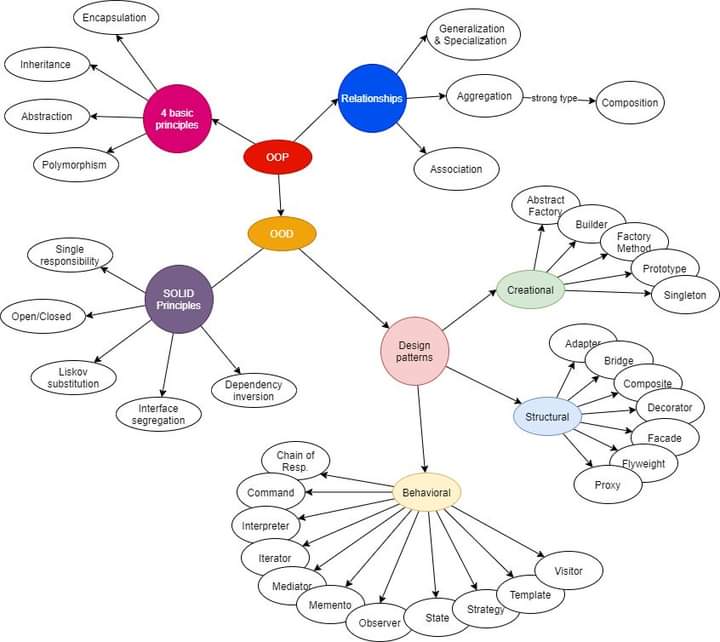 Encapsulation
Inheritance
Abstraction
Polymorphism
4 basic
principles
OOP
Relationships
Generalization
& Specialization
Aggregation
strong type
Composition
Association
OOD
SOLID
Principles
Single
responsibility
Open/Closed
Liskov
substitution
Interface
segregation
Dependency
inversion
Design
patterns
Creational
Abstract
Factory
Builder
Factory
Method
Prototype
Singleton
Structural
Adapter
Bridge
Composite
Decorator
Facade
Flyweight
Proxy
Behavioral
Chain of
Resp.
Command
Interpreter
Iterator
Mediator
Memento
Observer
State
Strategy
Template
Visitor